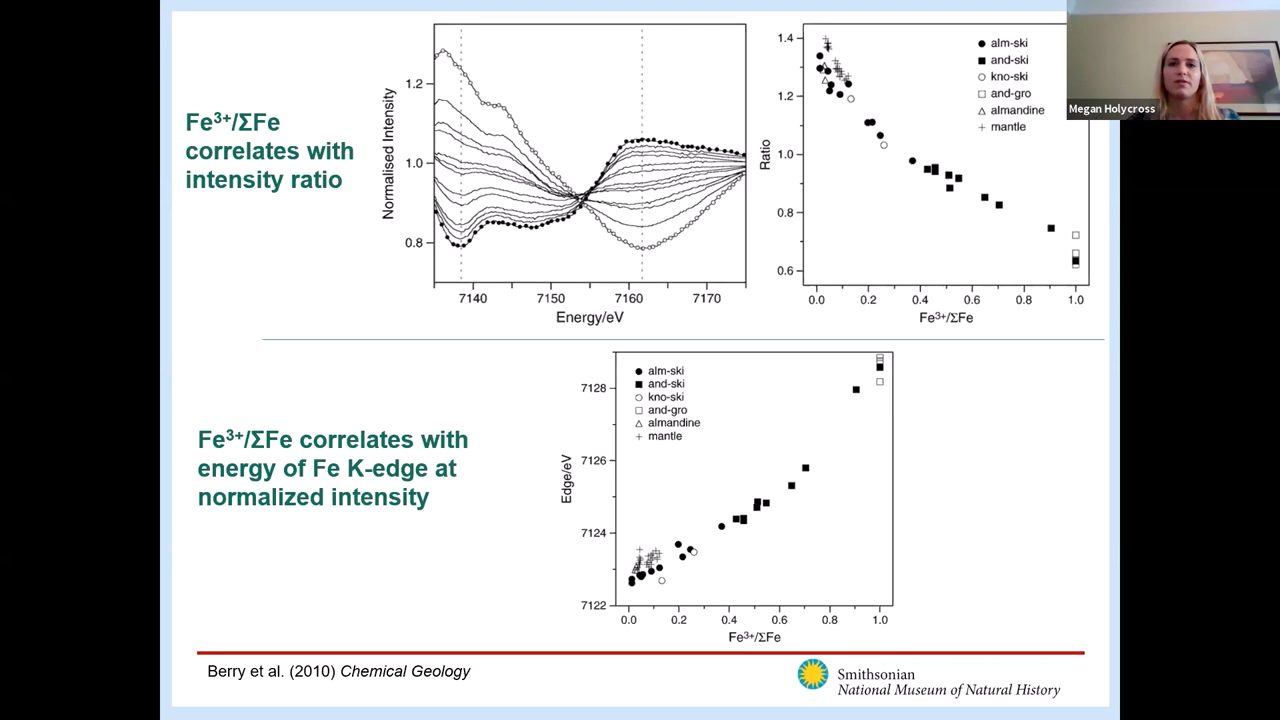 Fe³⁺/ΣFe
correlates with
intensity ratio
Normalised Intensity
1.2
1.0
0.8
7140
7150
7160
7170
Energy/eV
Ratio
1.4
1.2
1.0
0.8
0.6
alm-ski
and-ski
kno-ski
and-gro
almandine
mantle
0.0
0.2
0.4
0.6
0.8
1.0
Fe³⁺/ΣFe
Megan Holycross
Fe³⁺/ΣFe correlates with
energy of Fe K-edge at
normalized intensity
Edge/eV
7128
7126
7124
7122
alm-ski
and-ski
kno-ski
and-gro
almandine
mantle
0.0
0.2
0.4
0.6
0.8
1.0
Fe³⁺/ΣFe
Berry et al. (2010) Chemical Geology
Smithsonian
National Museum of Natural History